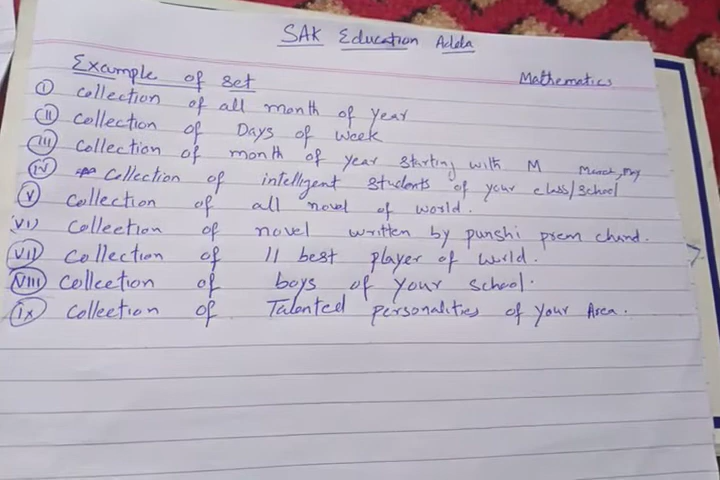 SAK Education Adda
Example of set
Mathematics
(i) Collection of all month of year
(ii) Collection of Days of week
(iii) Collection of month of year starting with M March, May
(iv) Collection of intelligent students of your class/school
(v) Collection of all novel of world.
vi) Collection of novel written by punshi prem chand.
(vii) Collection of 11 best player of world.
(viii) Collection of boys of your school.
(ix) Collection of Talented personalities of your Area.